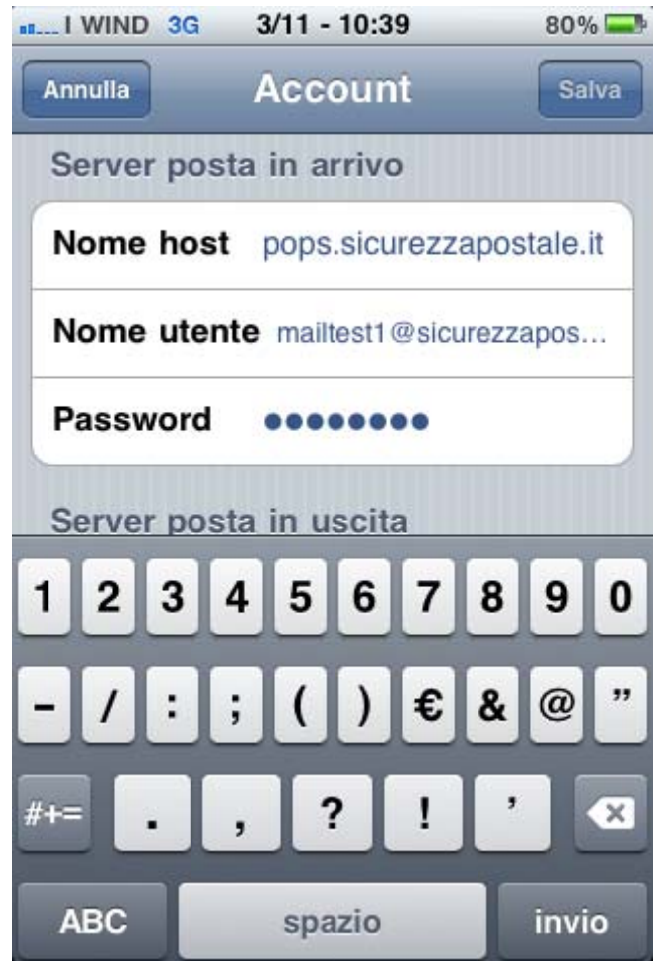 I WIND 3G 3/11 - 10:39 80%
Annulla Account Salva
Server posta in arrivo
Nome host pops.sicurezzapostale.it
Nome utente mailtest1@sicurezzapos...
Password ●●●●●●●●
Server posta in uscita
1 2 3 4 5 6 7 8 9 0
- / : ; ( ) € & @ ”
#+= . , ? ! ’
ABC spazio invio